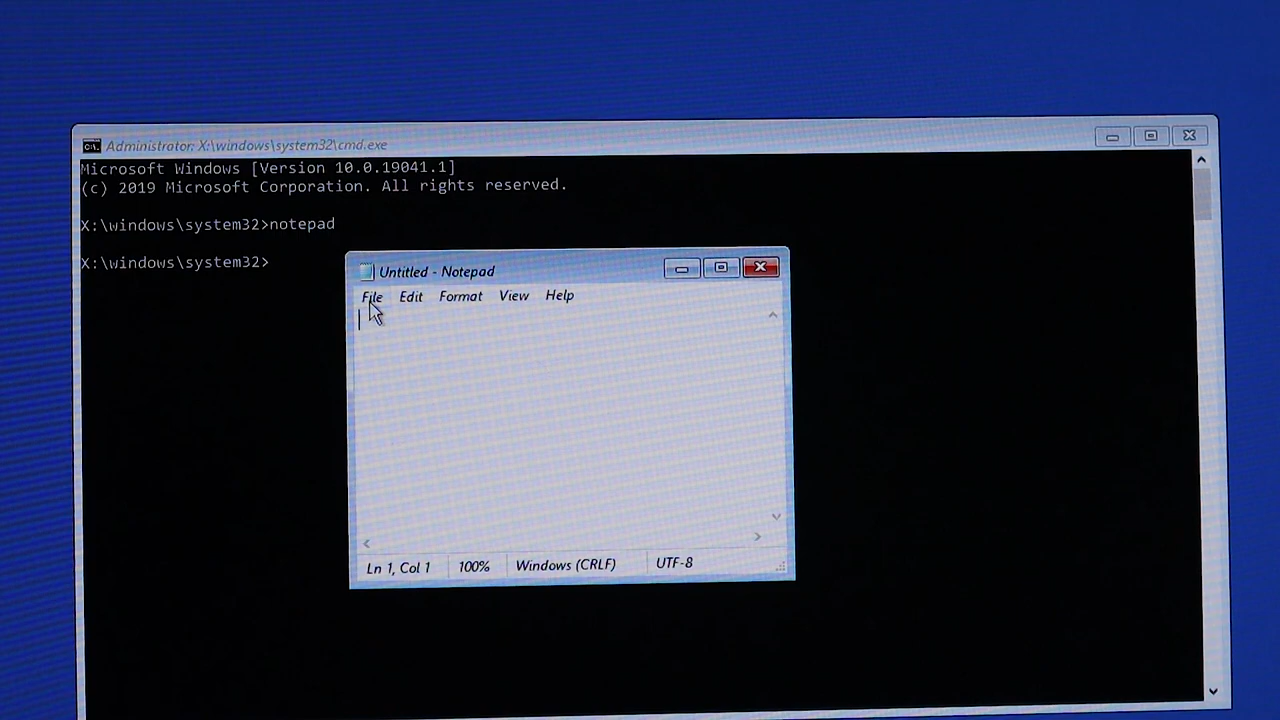 Administrator: X:\windows\system32\cmd.exe
Microsoft Windows [Version 10.0.19041.1]
(c) 2019 Microsoft Corporation. All rights reserved.
X:\windows\system32>notepad
X:\windows\system32>
Untitled - Notepad
File Edit Format View Help
Ln 1, Col 1 100% Windows (CRLF) UTF-8